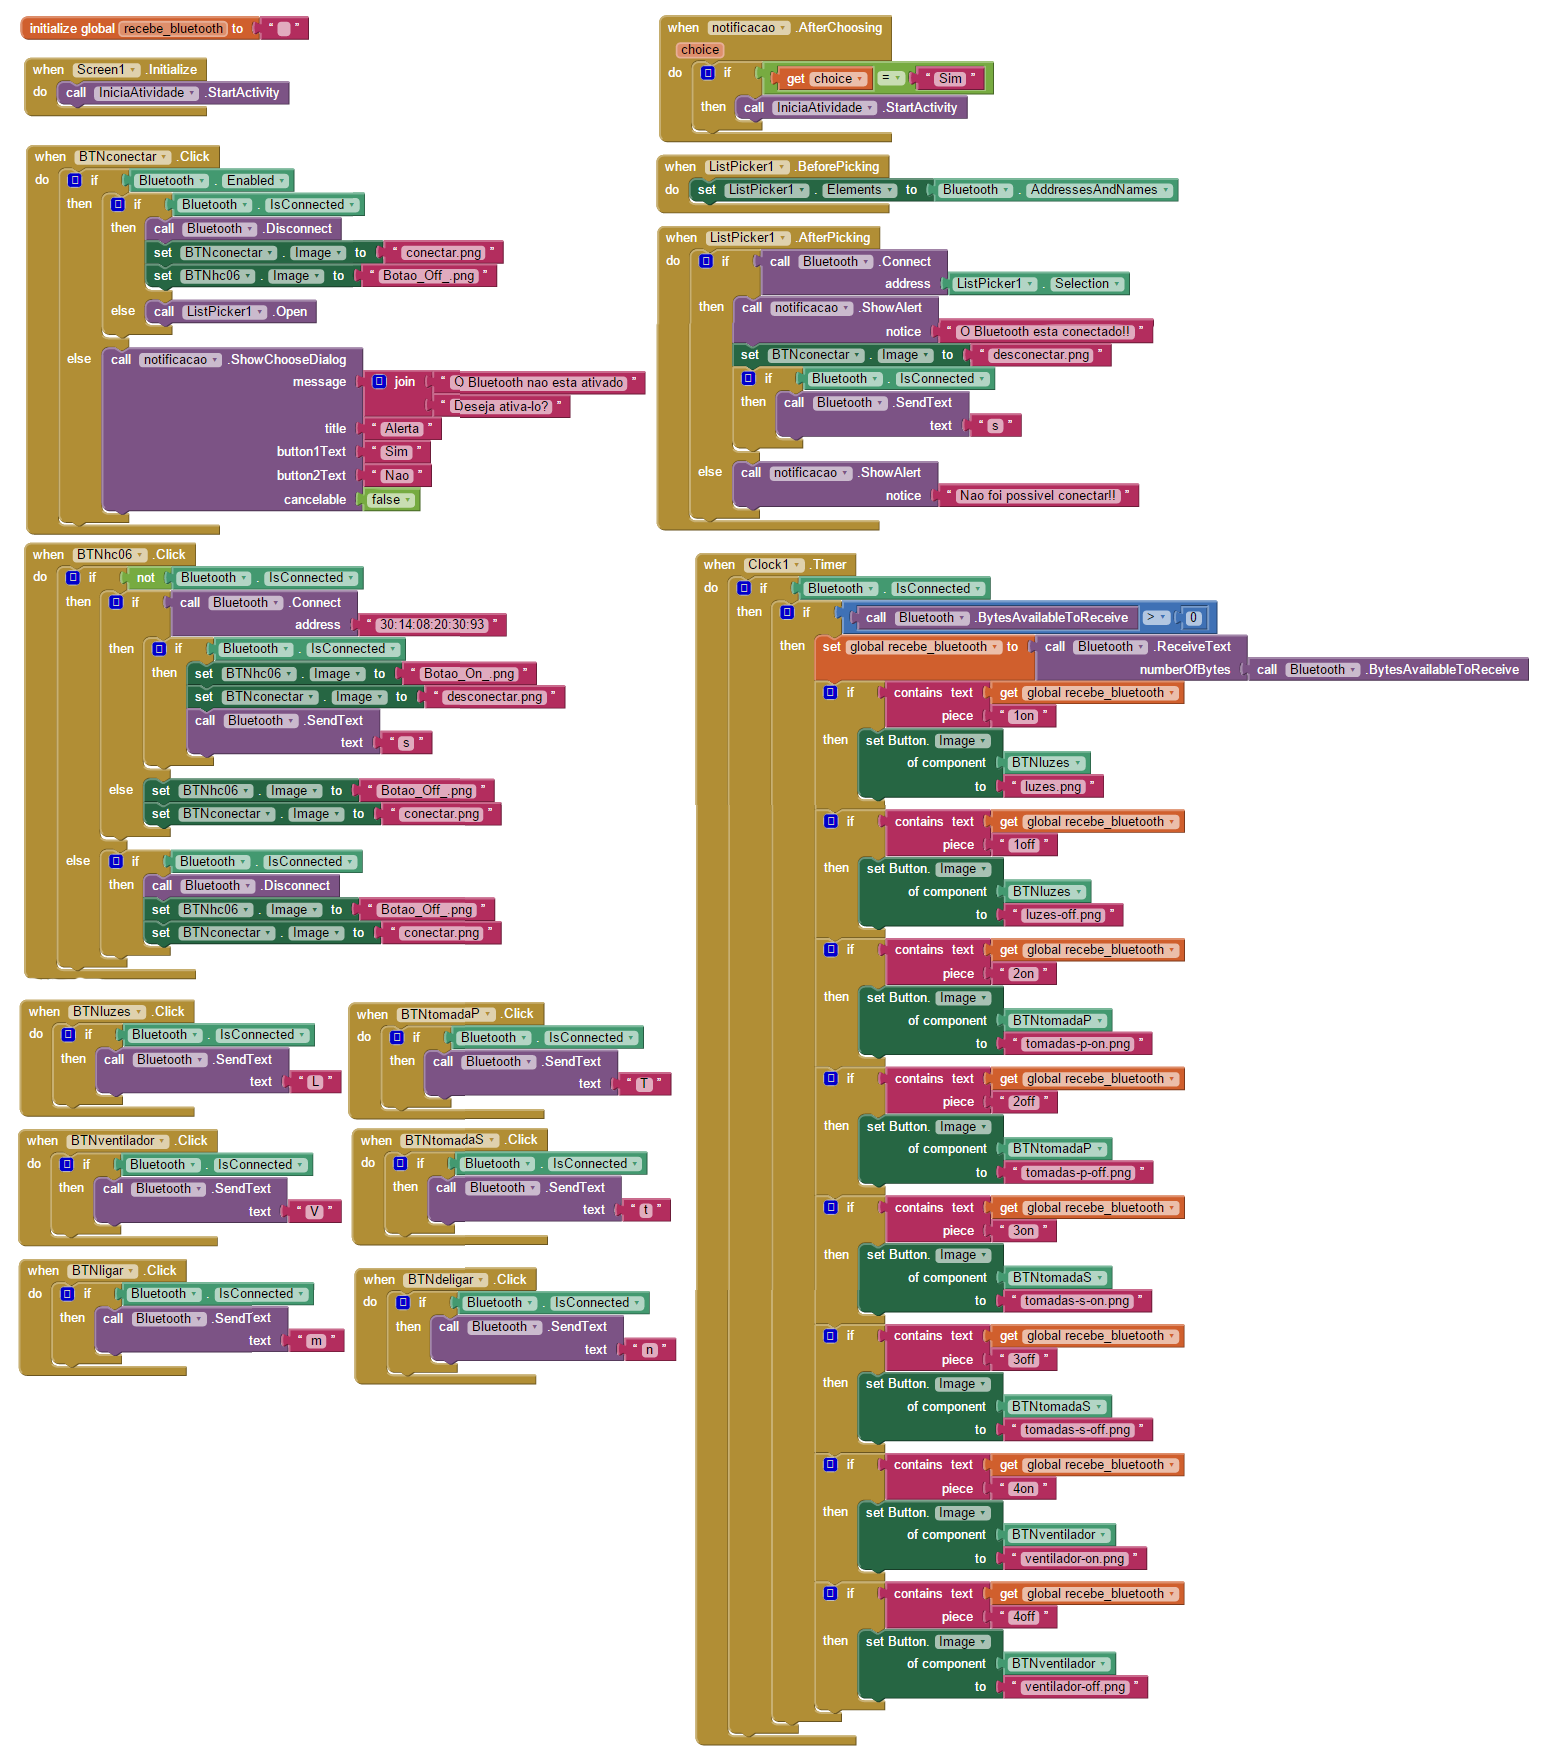 initialize global recebe_bluetooth to " "
when Screen1 .Initialize
do call IniciaAtividade .StartActivity
when BTNconectar .Click
do if Bluetooth . Enabled
then if Bluetooth . IsConnected
then call Bluetooth .Disconnect
set BTNconectar . Image to " conectar.png "
set BTNhc06 . Image to " Botao_Off_.png "
else call ListPicker1 .Open
else call notificacao .ShowChooseDialog
message join " O Bluetooth nao esta ativado
" Deseja ativa-lo? "
title " Alerta "
button1Text " Sim "
button2Text " Nao "
cancelable false
when BTNhc06 .Click
do if not Bluetooth . IsConnected
then if call Bluetooth .Connect
address " 30:14:08:20:30:93 "
then if Bluetooth . IsConnected
then set BTNhc06 . Image to " Botao_On_.png "
set BTNconectar . Image to " desconectar.png "
call Bluetooth .SendText
text " s "
else set BTNhc06 . Image to " Botao_Off_.png "
set BTNconectar . Image to " conectar.png "
else if Bluetooth . IsConnected
then call Bluetooth .Disconnect
set BTNhc06 . Image to " Botao_Off_.png "
set BTNconectar . Image to " conectar.png "
when BTNluzes .Click
do if Bluetooth . IsConnected
then call Bluetooth .SendText
text " L "
when BTNtomadaP .Click
do if Bluetooth . IsConnected
then call Bluetooth .SendText
text " T "
when BTNventilador .Click
do if Bluetooth . IsConnected
then call Bluetooth .SendText
text " V "
when BTNtomadaS .Click
do if Bluetooth . IsConnected
then call Bluetooth .SendText
text " t "
when BTNligar .Click
do if Bluetooth . IsConnected
then call Bluetooth .SendText
text " m "
when BTNdeligar .Click
do if Bluetooth . IsConnected
then call Bluetooth .SendText
text " n "
when notificacao .AfterChoosing
choice
do if get choice = " Sim "
then call IniciaAtividade .StartActivity
when ListPicker1 .BeforePicking
do set ListPicker1 . Elements to Bluetooth . AddressesAndNames
when ListPicker1 .AfterPicking
do if call Bluetooth .Connect
address ListPicker1 . Selection
then call notificacao .ShowAlert
notice " O Bluetooth esta conectado!! "
set BTNconectar . Image to " desconectar.png "
if Bluetooth . IsConnected
then call Bluetooth .SendText
text " s "
else call notificacao .ShowAlert
notice " Nao foi possivel conectar!! "
when Clock1 .Timer
do if Bluetooth . IsConnected
then if call Bluetooth .BytesAvailableToReceive > 0
then set global recebe_bluetooth to call Bluetooth .ReceiveText
numberOfBytes call Bluetooth .BytesAvailableToReceive
if contains text get global recebe_bluetooth
piece " 1on "
then set Button. Image
of component BTNluzes
to " luzes.png "
if contains text get global recebe_bluetooth
piece " 1off "
then set Button. Image
of component BTNluzes
to " luzes-off.png "
if contains text get global recebe_bluetooth
piece " 2on "
then set Button. Image
of component BTNtomadaP
to " tomadas-p-on.png "
if contains text get global recebe_bluetooth
piece " 2off "
then set Button. Image
of component BTNtomadaP
to " tomadas-p-off.png "
if contains text get global recebe_bluetooth
piece " 3on "
then set Button. Image
of component BTNtomadaS
to " tomadas-s-on.png "
if contains text get global recebe_bluetooth
piece " 3off "
then set Button. Image
of component BTNtomadaS
to " tomadas-s-off.png "
if contains text get global recebe_bluetooth
piece " 4on "
then set Button. Image
of component BTNventilador
to " ventilador-on.png "
if contains text get global recebe_bluetooth
piece " 4off "
then set Button. Image
of component BTNventilador
to " ventilador-off.png "